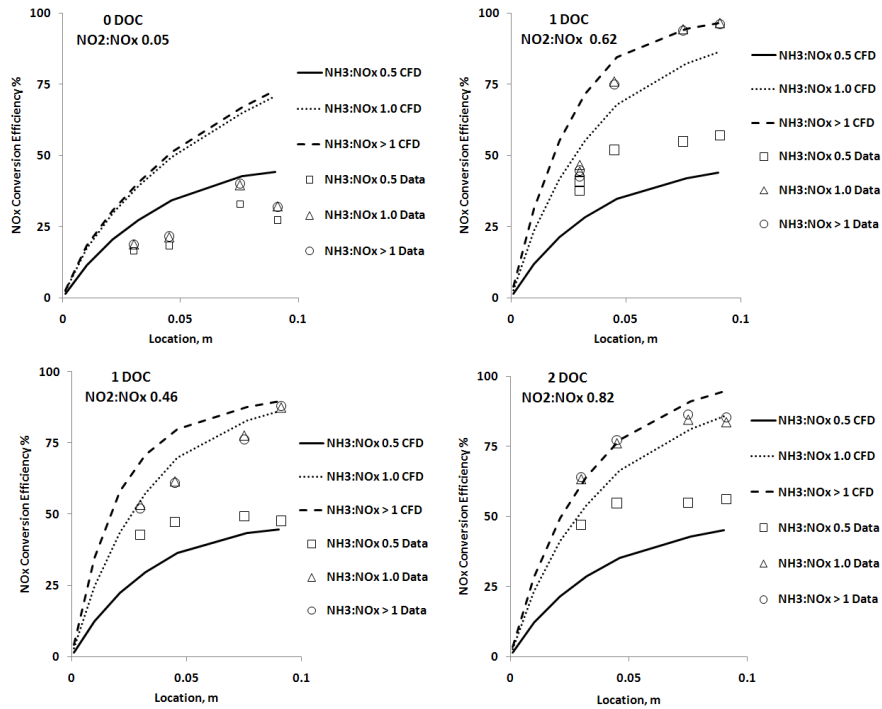 0 DOC
NO2:NOx 0.05
NOx Conversion Efficiency %
100
75
50
25
0
0
0.05
0.1
Location, m
NH3:NOx 0.5 CFD
NH3:NOx 1.0 CFD
NH3:NOx > 1 CFD
NH3:NOx 0.5 Data
NH3:NOx 1.0 Data
NH3:NOx > 1 Data
1 DOC
NO2:NOx 0.62
NOx Conversion Efficiency %
100
75
50
25
0
0
0.05
0.1
Location, m
NH3:NOx 0.5 CFD
NH3:NOx 1.0 CFD
NH3:NOx > 1 CFD
NH3:NOx 0.5 Data
NH3:NOx 1.0 Data
NH3:NOx > 1 Data
1 DOC
NO2:NOx 0.46
NOx Conversion Efficiency %
100
75
50
25
0
0
0.05
0.1
Location, m
NH3:NOx 0.5 CFD
NH3:NOx 1.0 CFD
NH3:NOx > 1 CFD
NH3:NOx 0.5 Data
NH3:NOx 1.0 Data
NH3:NOx > 1 Data
2 DOC
NO2:NOx 0.82
NOx Conversion Efficiency %
100
75
50
25
0
0
0.05
0.1
Location, m
NH3:NOx 0.5 CFD
NH3:NOx 1.0 CFD
NH3:NOx > 1 CFD
NH3:NOx 0.5 Data
NH3:NOx 1.0 Data
NH3:NOx > 1 Data